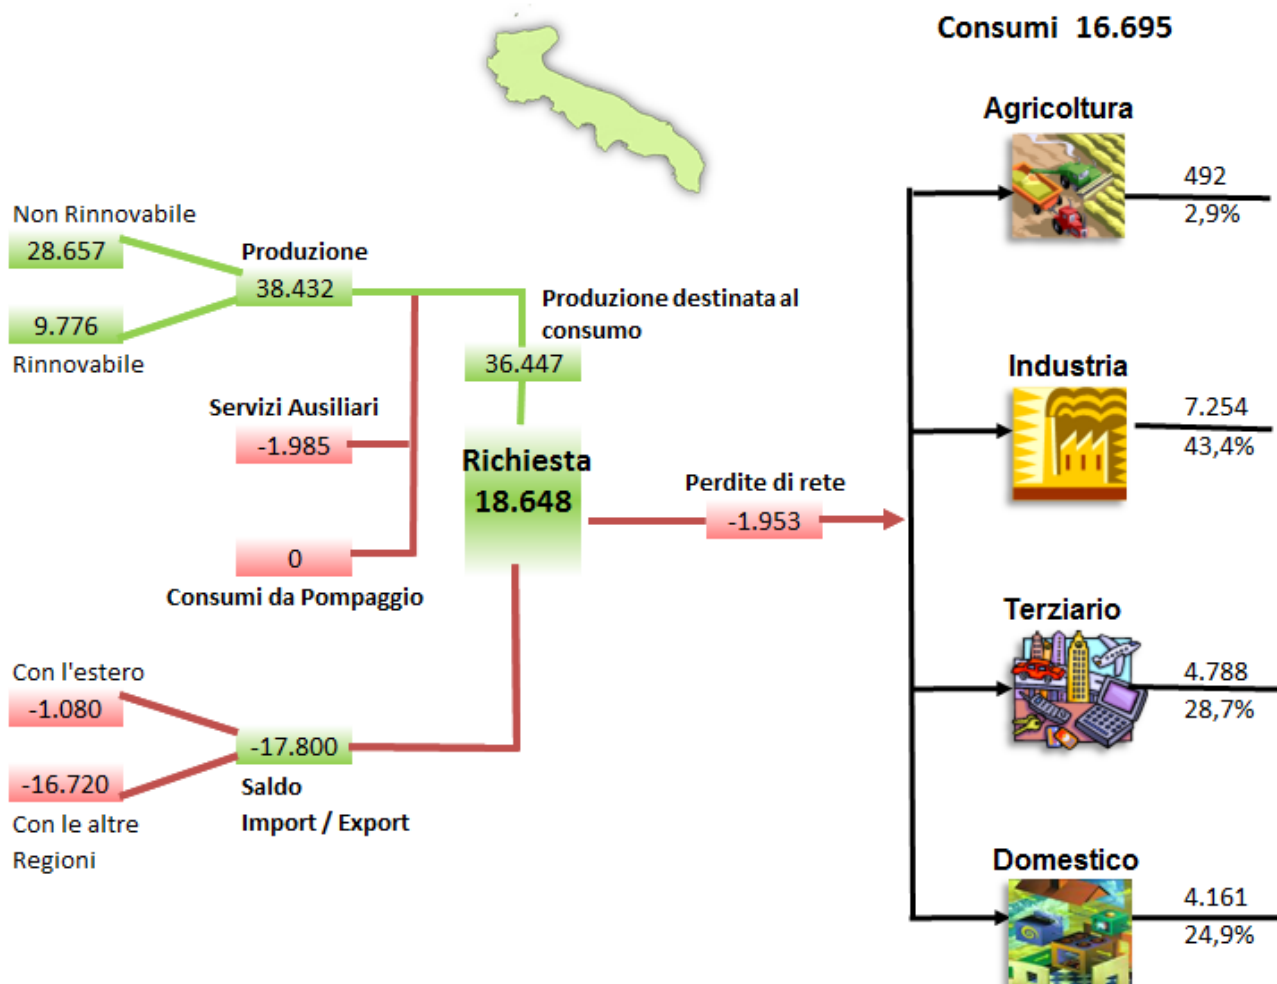 Consumi 16.695
Agricoltura
492
2,9%
Non Rinnovabile
28.657
Produzione
38.432
9.776
Rinnovabile
Produzione destinata al
consumo
36.447
Servizi Ausiliari
-1.985
0
Consumi da Pompaggio
Richiesta
18.648
Perdite di rete
-1.953
Industria
7.254
43,4%
Con l'estero
-1.080
-17.800
-16.720
Con le altre
Regioni
Saldo
Import / Export
Terziario
4.788
28,7%
Domestico
4.161
24,9%